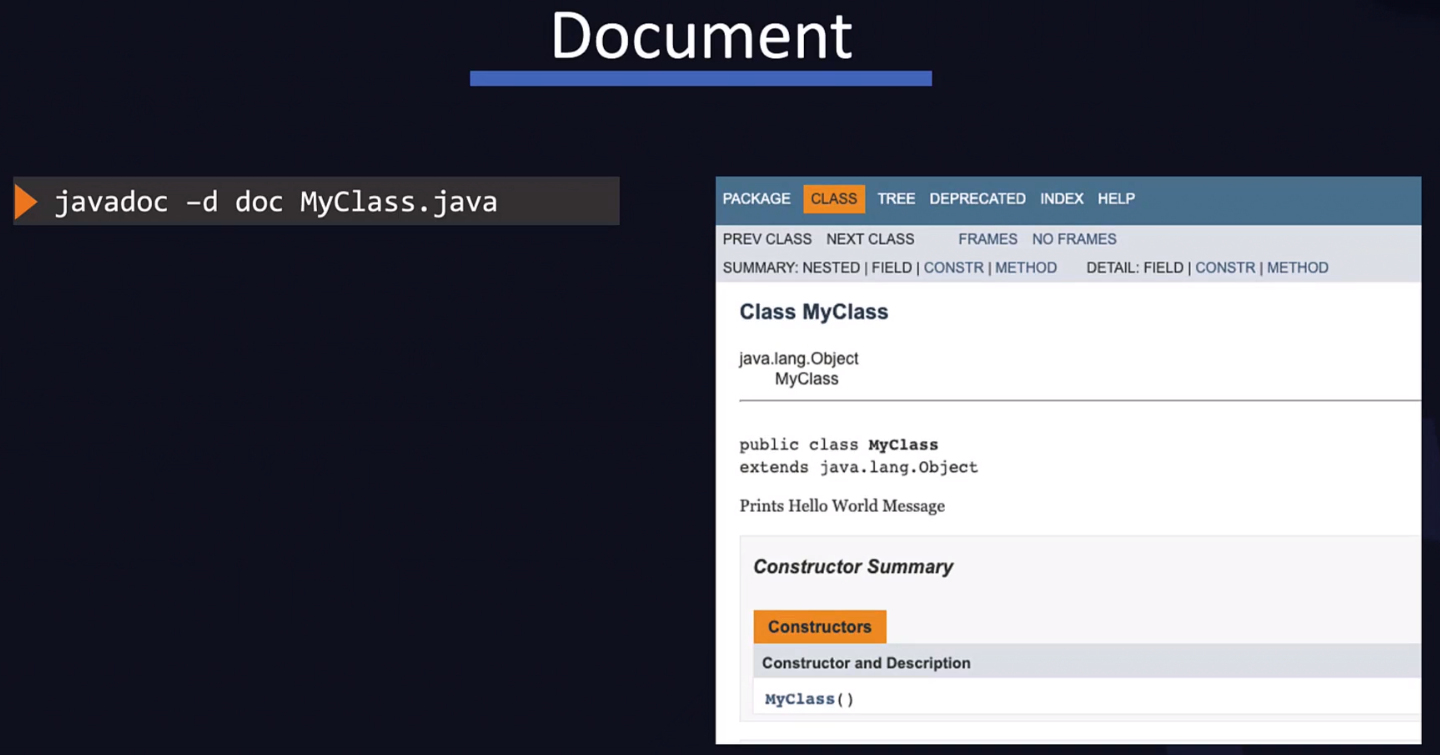 Document
javadoc –d doc MyClass.java
PACKAGE CLASS TREE DEPRECATED INDEX HELP
PREV CLASS NEXT CLASS FRAMES NO FRAMES
SUMMARY: NESTED | FIELD | CONSTR | METHOD DETAIL: FIELD | CONSTR | METHOD
Class MyClass
java.lang.Object
MyClass
public class MyClass
extends java.lang.Object
Prints Hello World Message
Constructor Summary
Constructors
Constructor and Description
MyClass()